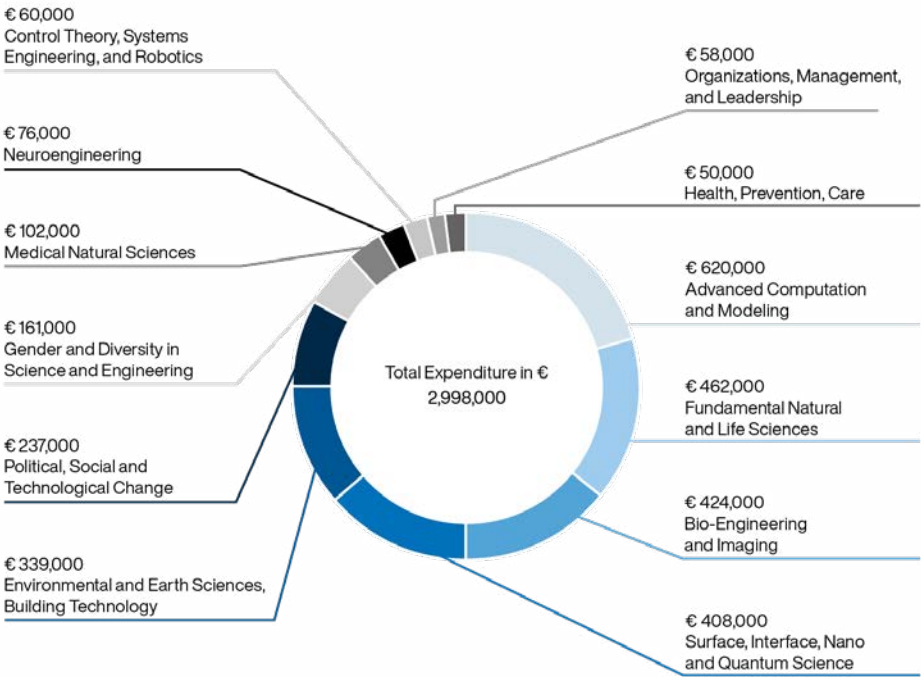 € 60,000
Control Theory, Systems
Engineering, and Robotics
€ 76,000
Neuroengineering
€ 102,000
Medical Natural Sciences
€ 161,000
Gender and Diversity in
Science and Engineering
€ 237,000
Political, Social and
Technological Change
€ 339,000
Environmental and Earth Sciences,
Building Technology
Total Expenditure in €
2,998,000
€ 58,000
Organizations, Management,
and Leadership
€ 50,000
Health, Prevention, Care
€ 620,000
Advanced Computation
and Modeling
€ 462,000
Fundamental Natural
and Life Sciences
€ 424,000
Bio-Engineering
and Imaging
€ 408,000
Surface, Interface, Nano
and Quantum Science